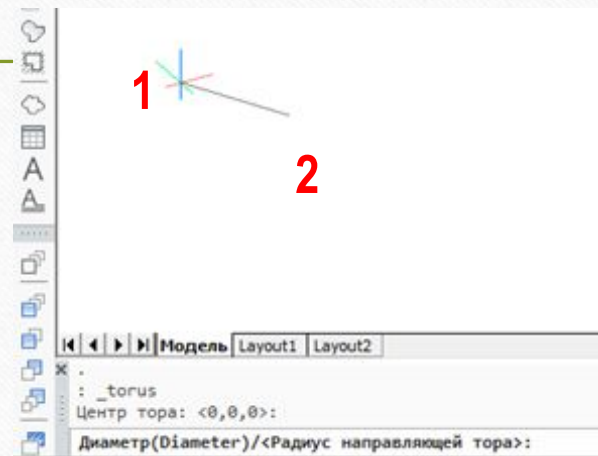 1
2
A
A
Модель Layout1 Layout2
.
: _torus
Центр тора: <0,0,0>:
Диаметр(Diameter)/<Радиус направляющей тора>: